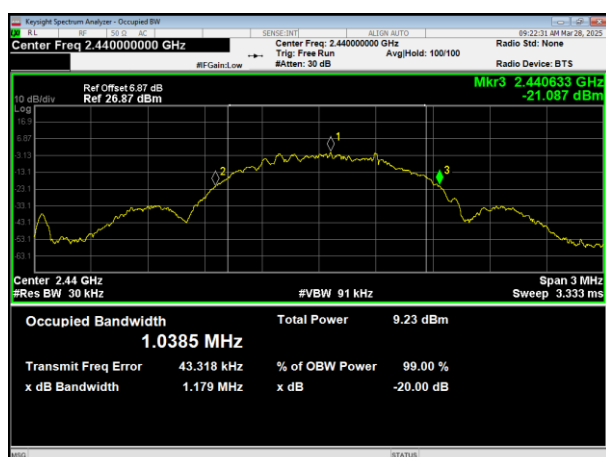 Keysight Spectrum Analyzer - Occupied BW
RL RF 50 Ω AC SENSE:INT ALIGN AUTO 09:22:31 AM Mar 28, 2025
Center Freq 2.440000000 GHz Center Freq: 2.440000000 GHz Radio Std: None
Trig: Free Run Avg|Hold: 100/100
#IFGain:Low #Atten: 30 dB Radio Device: BTS
Ref Offset 6.87 dB Mkr3 2.440633 GHz
10 dB/div Ref 26.87 dBm -21.087 dBm
Log
16.9
6.87
-3.13
-13.1
-23.1
-33.1
-43.1
-53.1
-63.1
1
2
3
Center 2.44 GHz Span 3 MHz
#Res BW 30 kHz #VBW 91 kHz Sweep 3.333 ms
Occupied Bandwidth Total Power 9.23 dBm
1.0385 MHz
Transmit Freq Error 43.318 kHz % of OBW Power 99.00 %
x dB Bandwidth 1.179 MHz x dB -20.00 dB
MSG STATUS